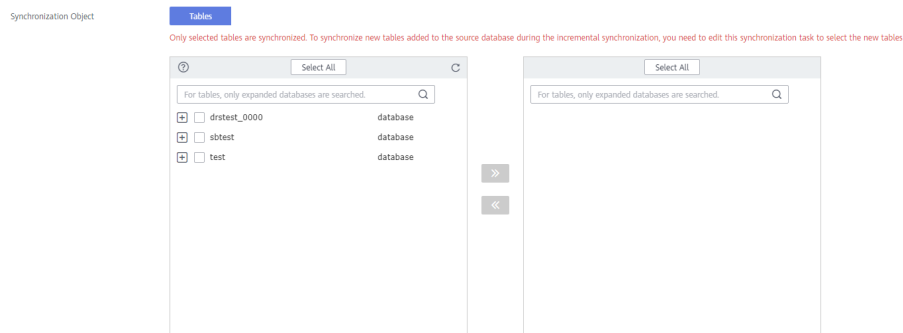 Synchronization Object Tables
Only selected tables are synchronized. To synchronize new tables added to the source database during the incremental synchronization, you need to edit this synchronization task to select the new tables
Select All Select All
For tables, only expanded databases are searched. For tables, only expanded databases are searched.
drstest_0000 database
sbtest database
test database